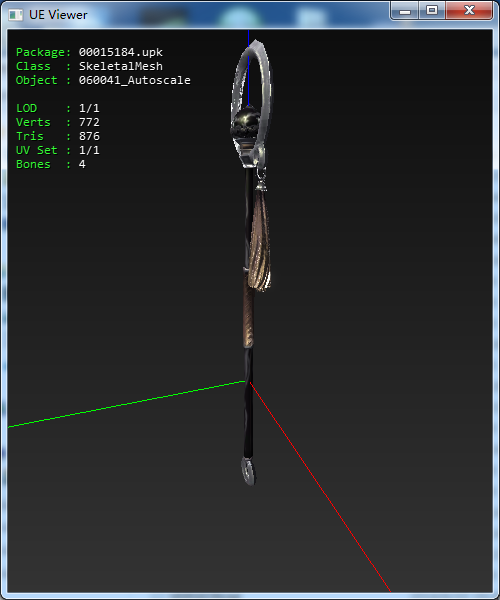 UE Viewer
Package: 00015184.upk
Class : SkeletalMesh
Object : 060041_Autoscale
LOD : 1/1
Verts : 772
Tris : 876
UV Set : 1/1
Bones : 4